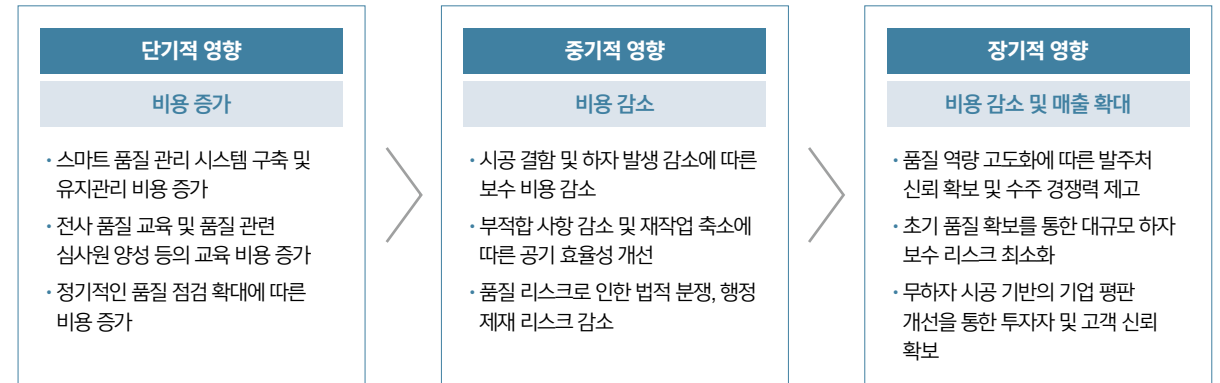 단기적 영향
비용 증가
· 스마트 품질 관리 시스템 구축 및
유지관리 비용 증가
· 전사 품질 교육 및 품질 관련
심사원 양성 등의 교육 비용 증가
· 정기적인 품질 점검 확대에 따른
비용 증가
중기적 영향
비용 감소
· 시공 결함 및 하자 발생 감소에 따른
보수 비용 감소
· 부적합 사항 감소 및 재작업 축소에
따른 공기 효율성 개선
· 품질 리스크로 인한 법적 분쟁, 행정
제재 리스크 감소
장기적 영향
비용 감소 및 매출 확대
· 품질 역량 고도화에 따른 발주처
신뢰 확보 및 수주 경쟁력 제고
· 초기 품질 확보를 통한 대규모 하자
보수 리스크 최소화
· 무하자 시공 기반의 기업 평판
개선을 통한 투자자 및 고객 신뢰
확보